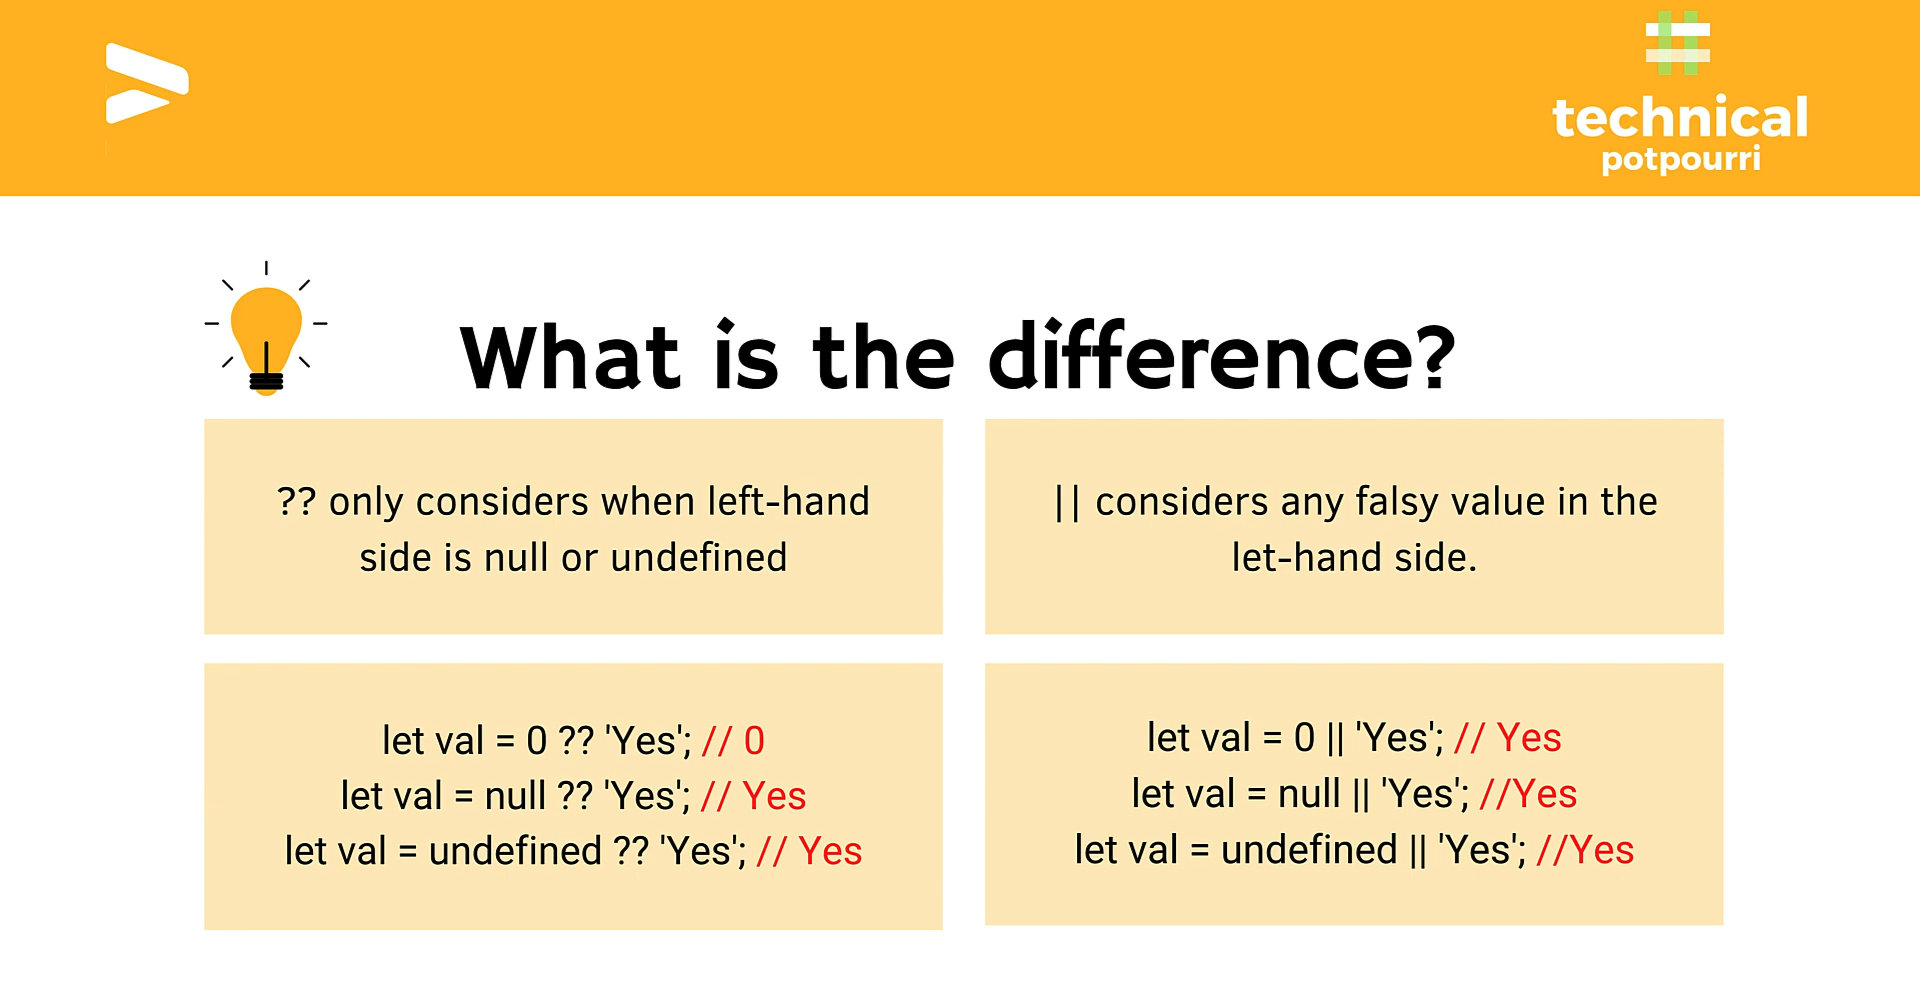 technical
potpourri
What is the difference?
?? only considers when left-hand
side is null or undefined
|| considers any falsy value in the
let-hand side.
let val = 0 ?? 'Yes'; // 0
let val = null ?? 'Yes'; // Yes
let val = undefined ?? 'Yes'; // Yes
let val = 0 || 'Yes'; // Yes
let val = null || 'Yes'; //Yes
let val = undefined || 'Yes'; //Yes